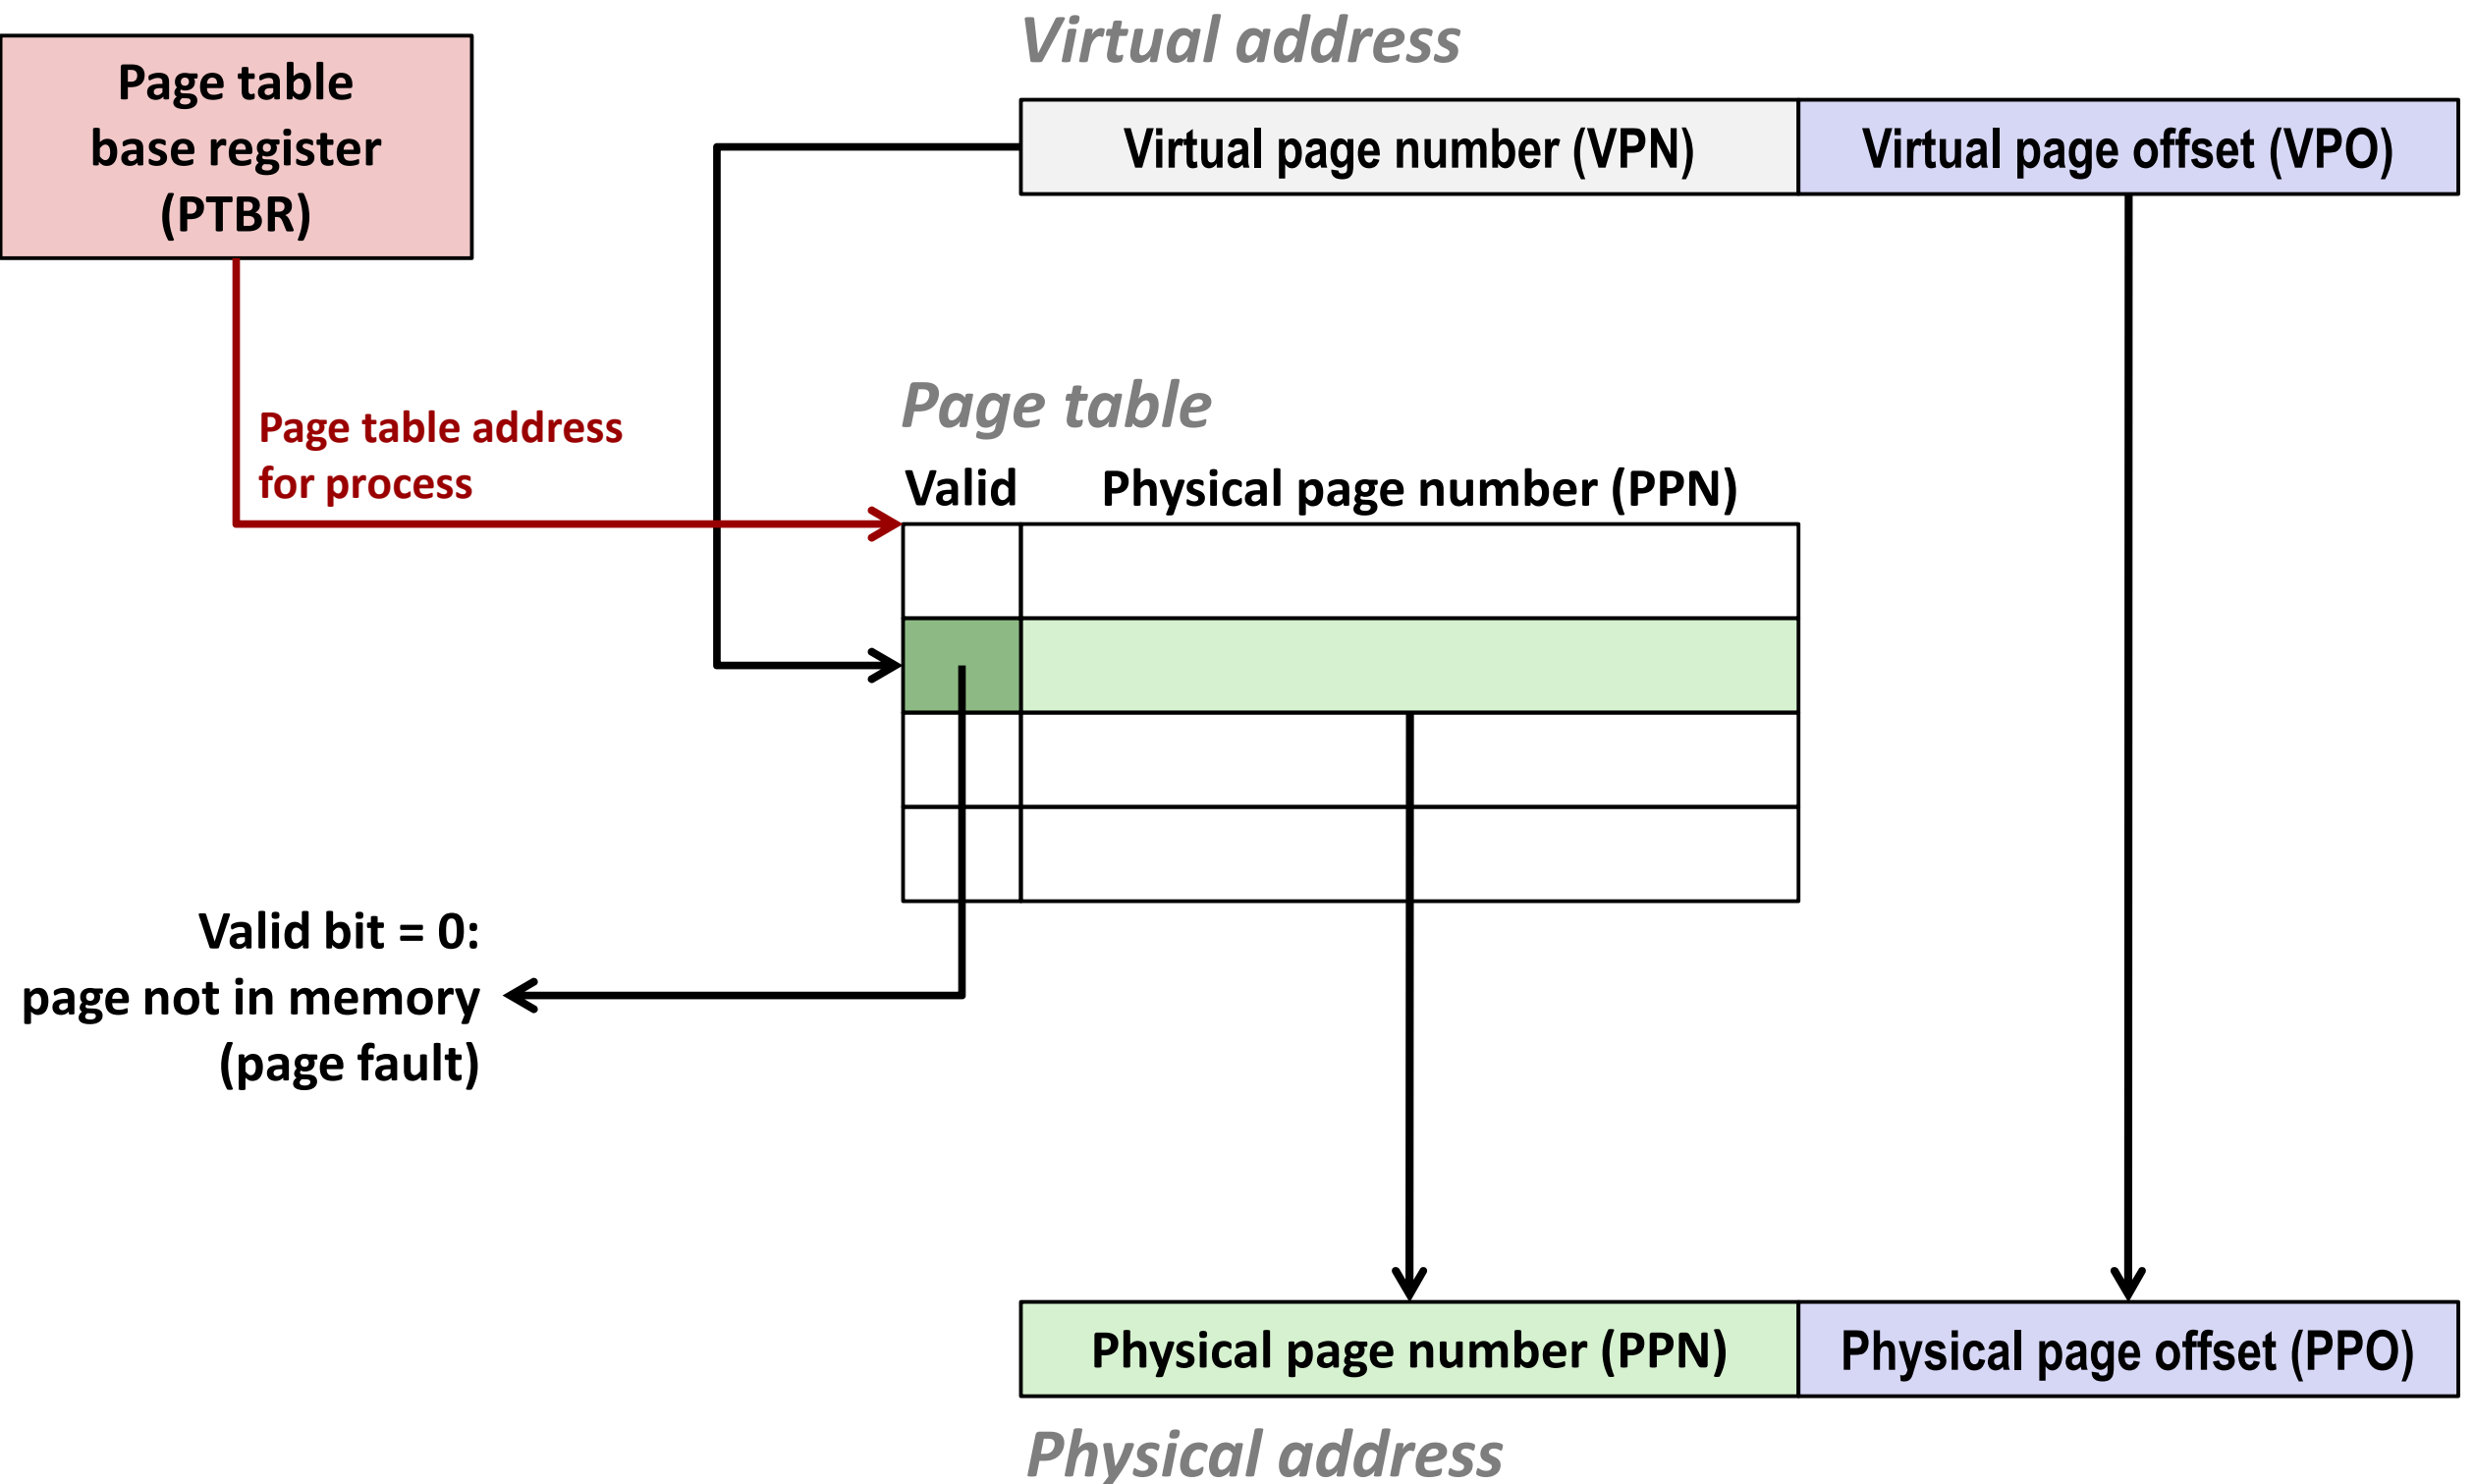 Virtual address
Page table
base register
(PTBR)
Virtual page number (VPN)
Virtual page offset (VPO)
Page table address
for process
Page table
Valid
Physical page number (PPN)
Valid bit = 0:
page not in memory
(page fault)
Physical page number (PPN)
Physical page offset (PPO)
Physical address